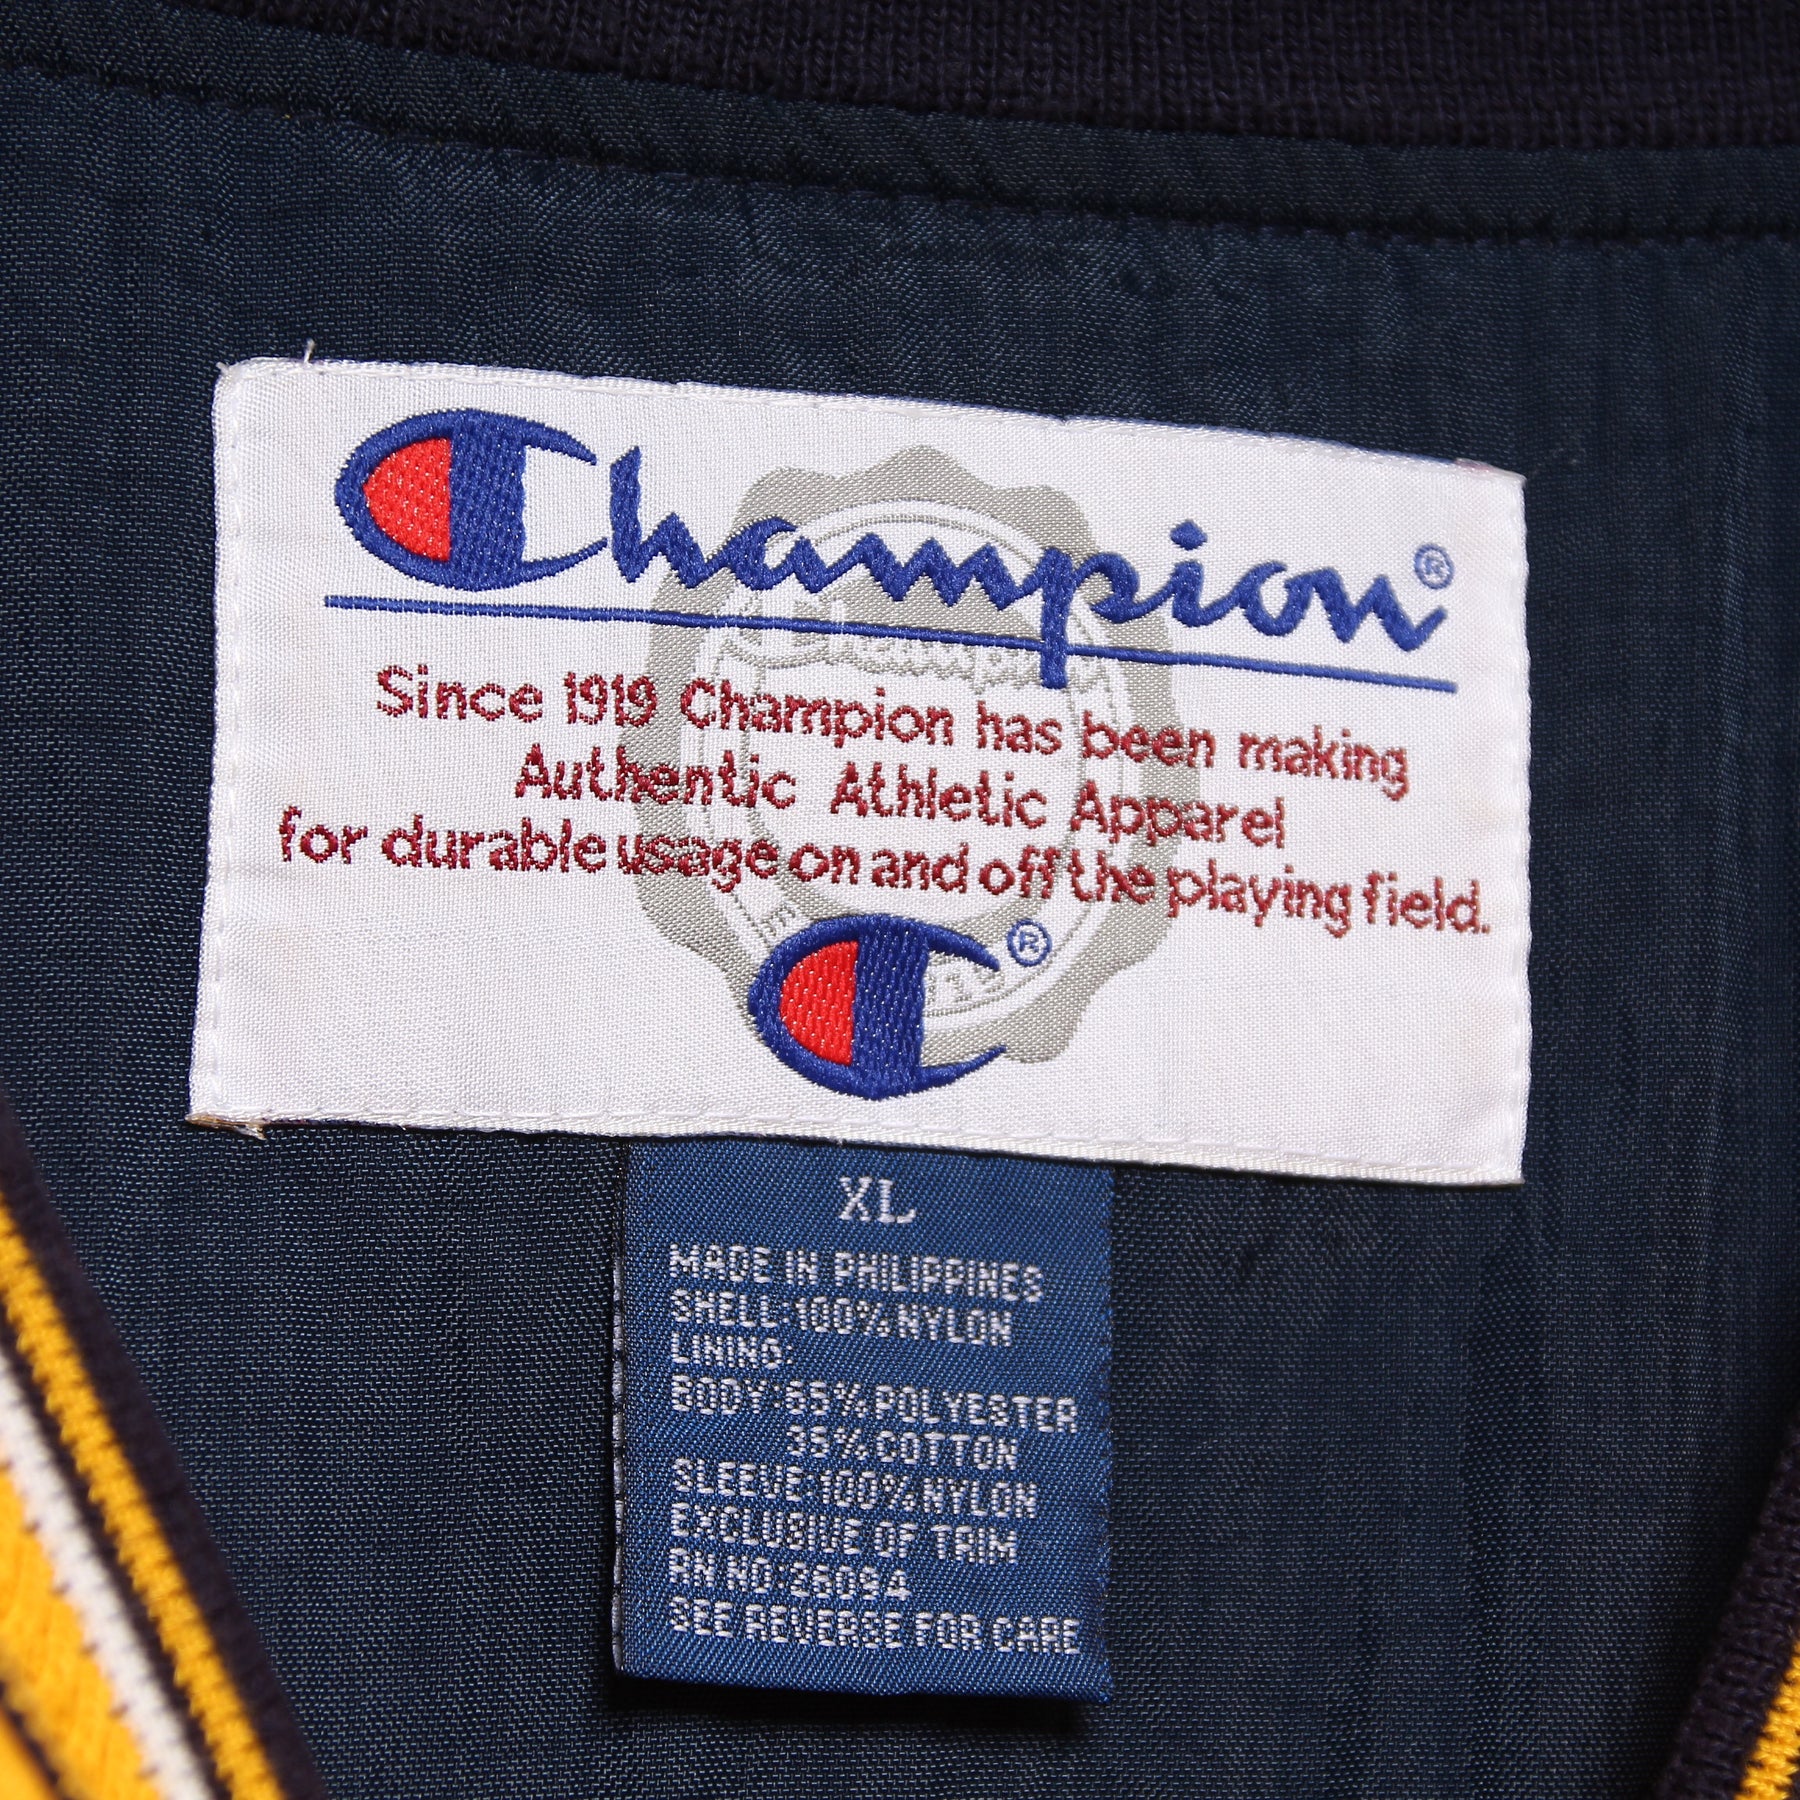 Champion®
Since 1919 Champion has been making
Authentic Athletic Apparel
for durable usage on and off the playing field.
®
XL
MADE IN PHILIPPINES
SHELL:100%NYLON
LINING:
BODY:65%POLYESTER
35%COTTON
SLEEVE:100%NYLON
EXCLUSIVE OF TRIM
RN NO:26094
SEE REVERSE FOR CARE